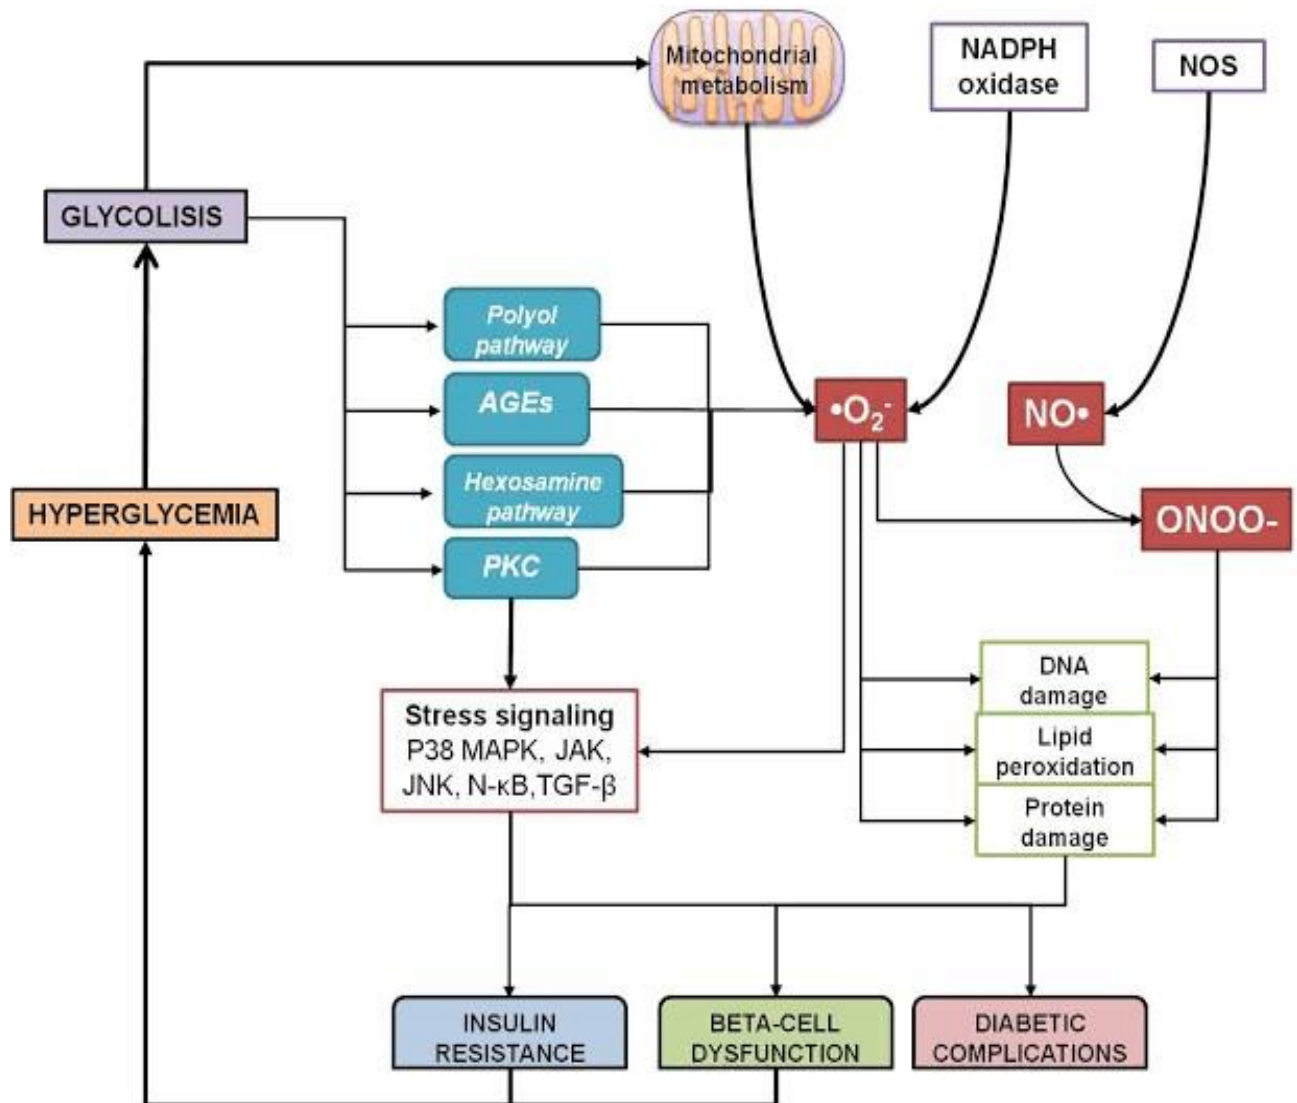 Mitochondrial
metabolism
NADPH
oxidase
NOS
GLYCOLISIS
Polyol
pathway
AGEs
•O₂⁻
NO•
Hexosamine
pathway
HYPERGLYCEMIA
ONOO-
PKC
DNA
damage
Stress signaling
P38 MAPK, JAK,
JNK, N-κB,TGF-β
Lipid
peroxidation
Protein
damage
INSULIN
RESISTANCE
BETA-CELL
DYSFUNCTION
DIABETIC
COMPLICATIONS